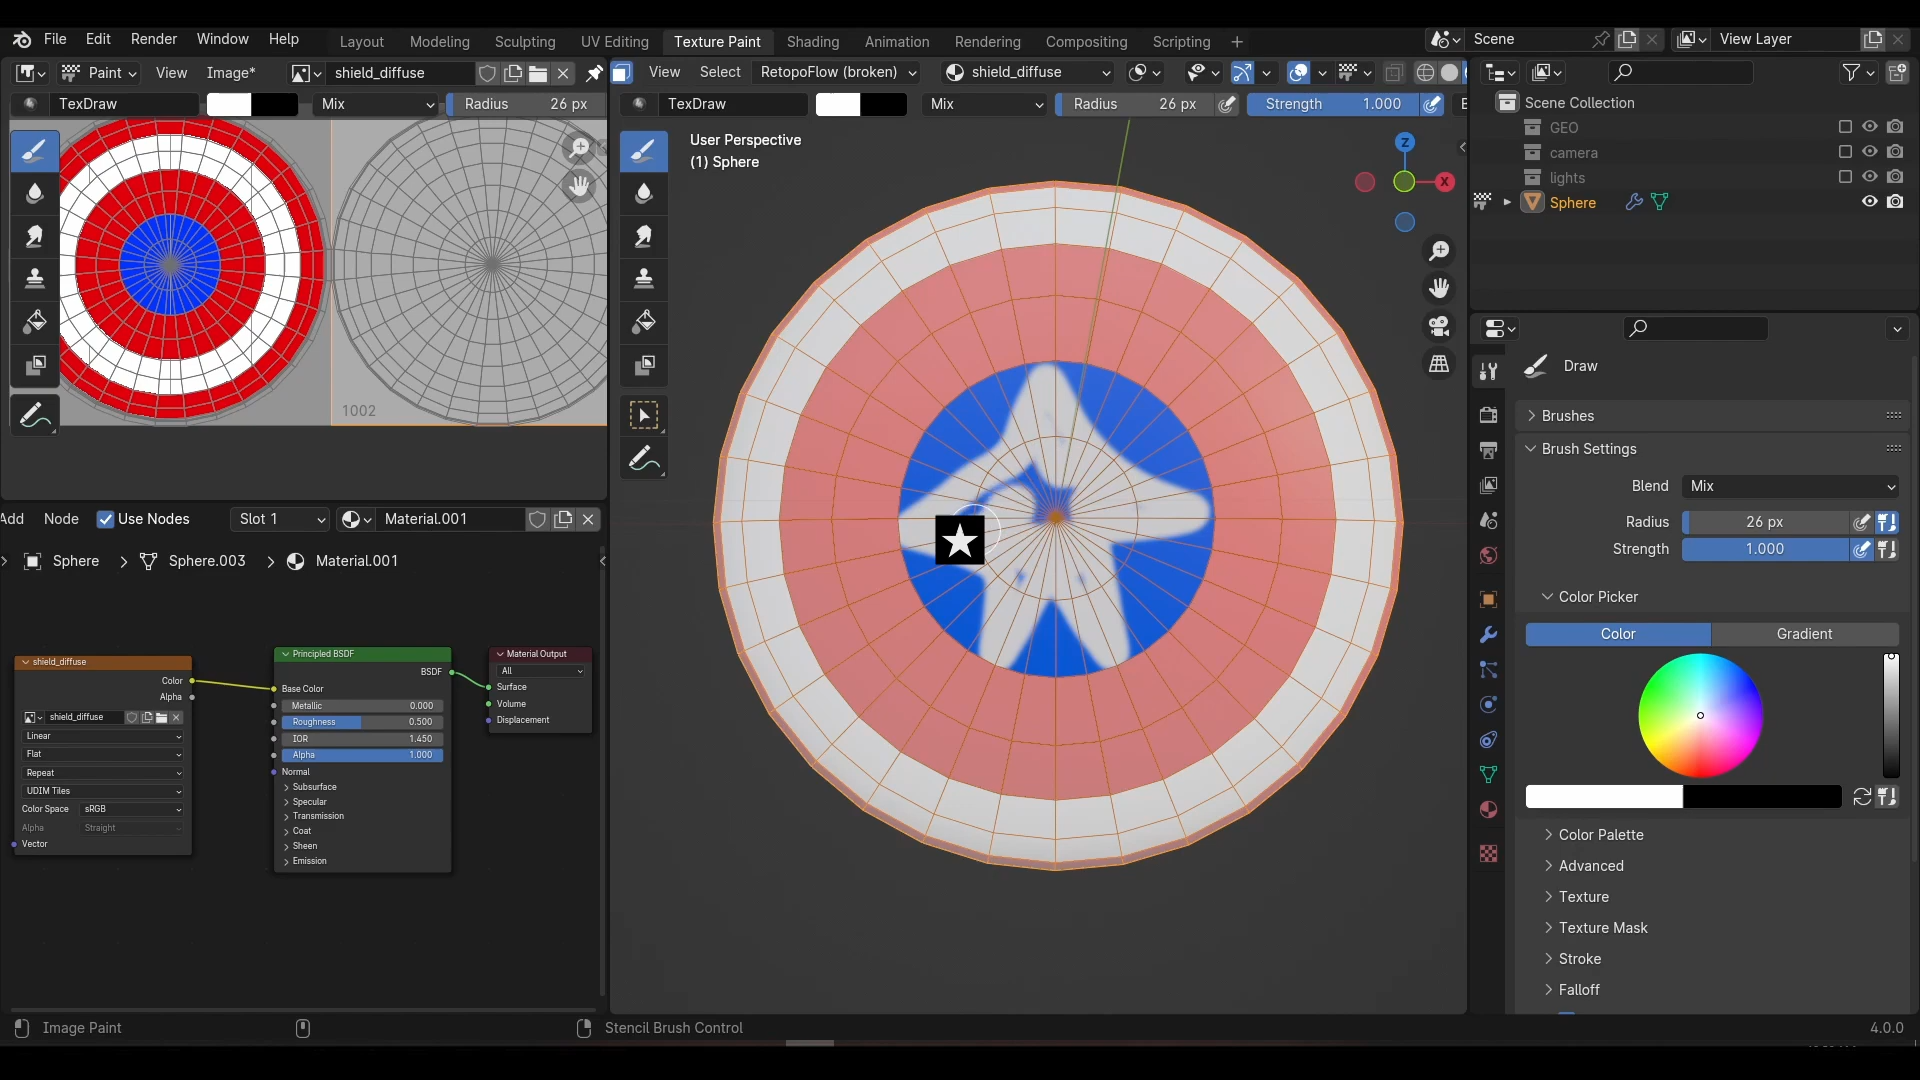 File Edit Render Window Help Layout Modeling Sculpting UV Editing Texture Paint Shading Animation Rendering Compositing Scripting + Scene View Layer
Paint View Image* shield_diffuse
View Select RetopoFlow (broken) shield_diffuse
TexDraw Mix Radius 26 px
TexDraw Mix Radius 26 px Strength 1.000
Scene Collection
GEO
camera
lights
Sphere
User Perspective
(1) Sphere
Z
X
1002
Draw
Brushes
Brush Settings
Blend Mix
Radius 26 px
Strength 1.000
Color Picker
Color Gradient
Color Palette
Advanced
Texture
Texture Mask
Stroke
Falloff
Add Node Use Nodes Slot 1 Material.001
Sphere > Sphere.003 > Material.001
shield_diffuse
Color
Alpha
shield_diffuse
Linear
Flat
Repeat
UDIM Tiles
Color Space sRGB
Alpha Straight
Vector
Principled BSDF
BSDF
Base Color
Metallic 0.000
Roughness 0.500
IOR 1.450
Alpha 1.000
Normal
Subsurface
Specular
Transmission
Coat
Sheen
Emission
Material Output
All
Surface
Volume
Displacement
Image Paint Stencil Brush Control 4.0.0